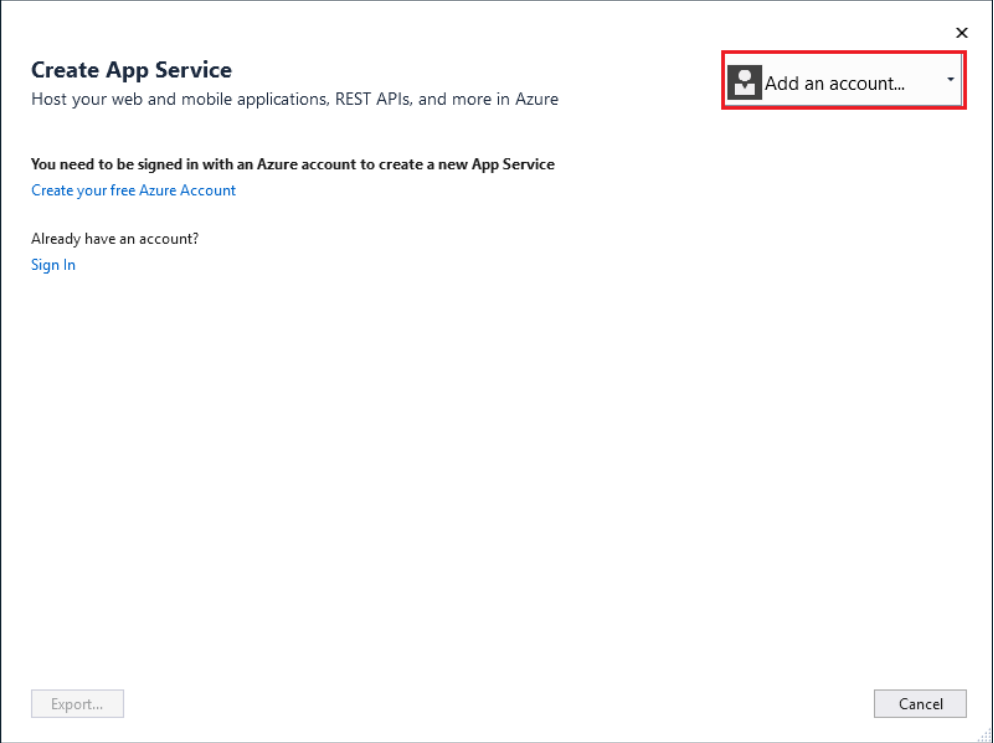 Create App Service
Host your web and mobile applications, REST APIs, and more in Azure
Add an account...
You need to be signed in with an Azure account to create a new App Service
Create your free Azure Account
Already have an account?
Sign In
Export...
Cancel